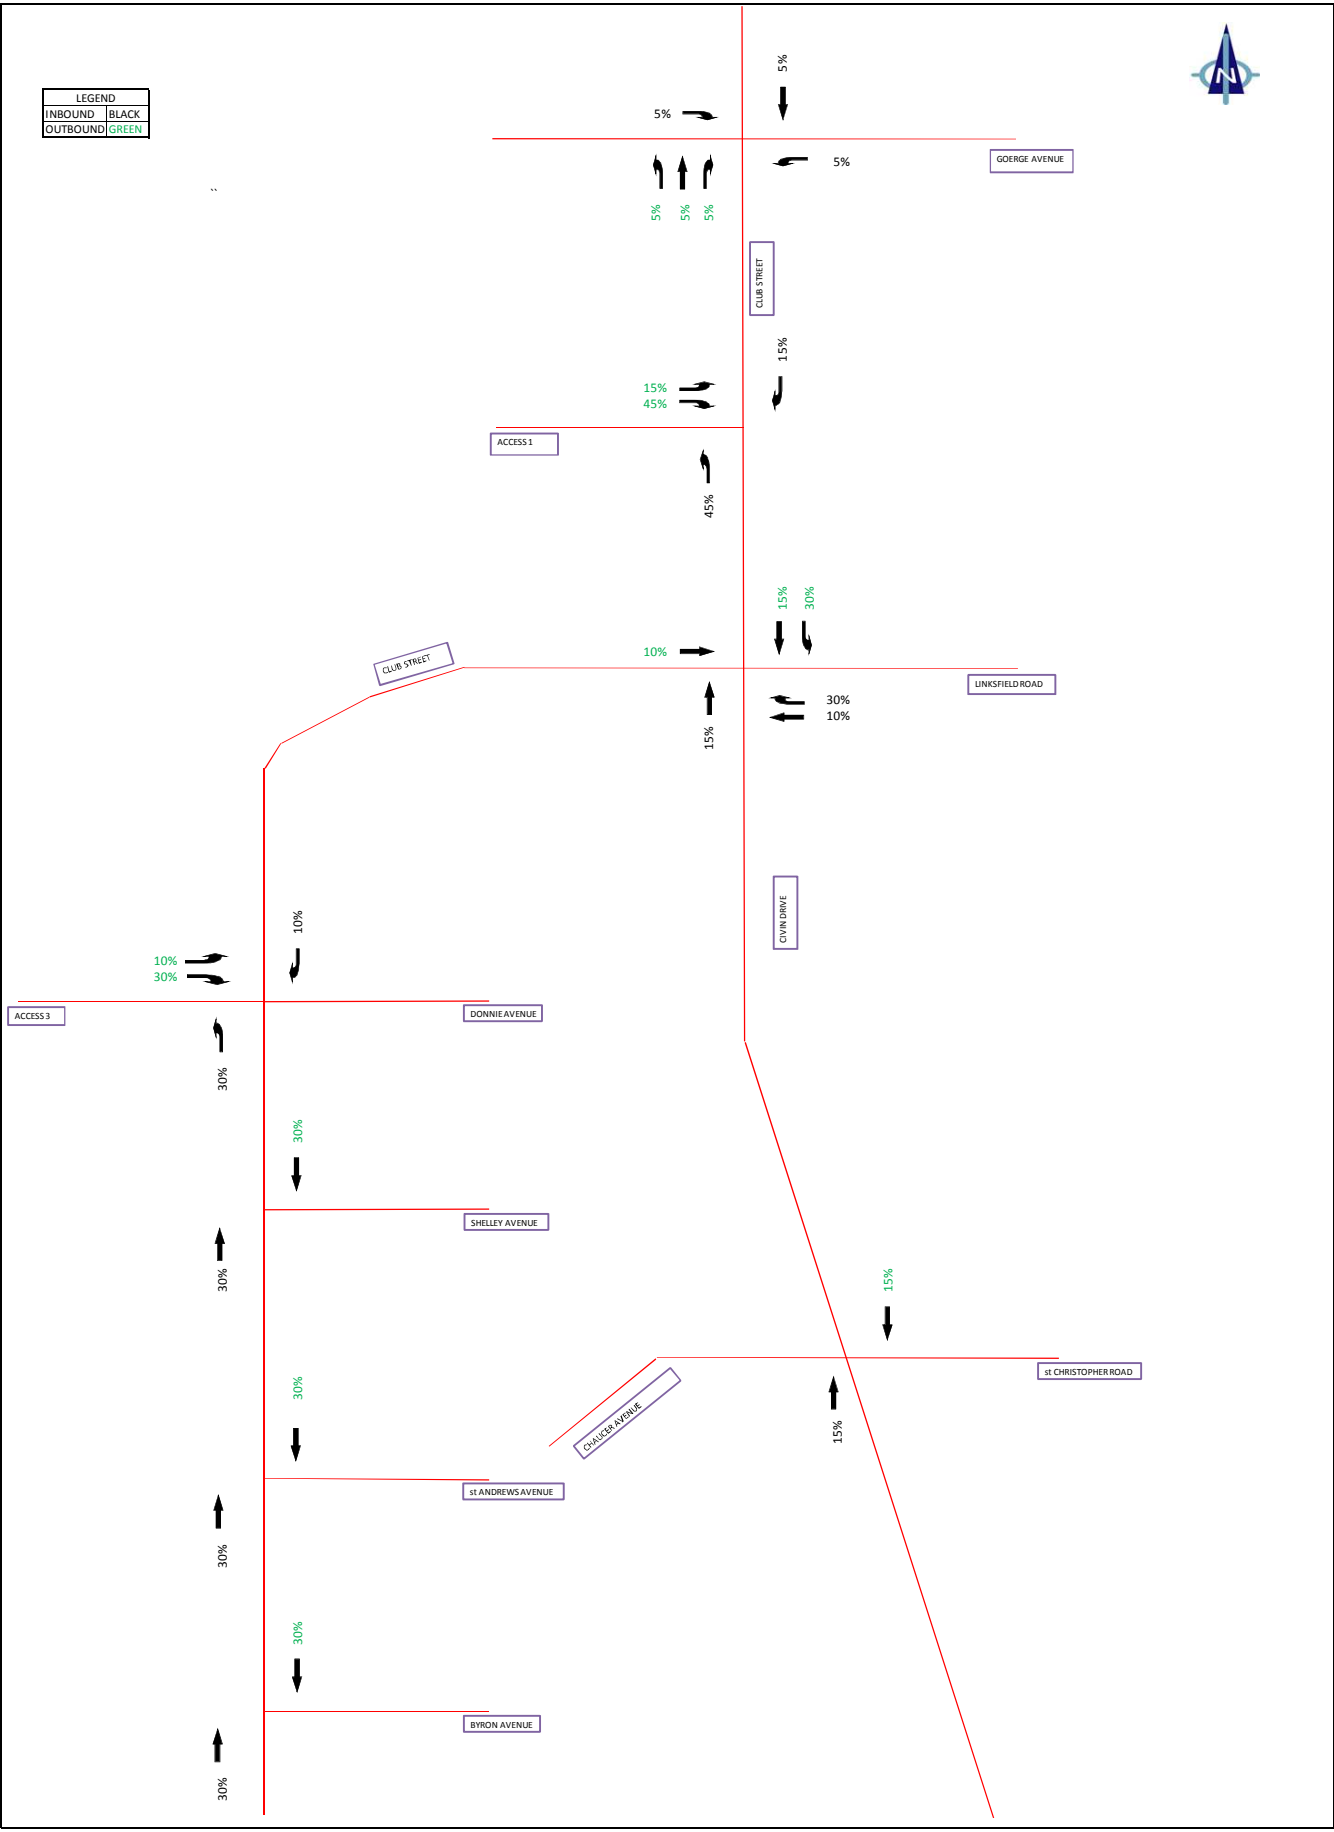 5%
LEGEND
INBOUND BLACK
OUTBOUND GREEN
5%
GOERGE AVENUE
5%
``
5% 5% 5%
CLUB STREET
15%
15%
45%
ACCESS 1
45%
15% 30%
10%
CLUB STREET
LINKSFIELD ROAD
30%
10%
15%
CIVIN DRIVE
10%
10%
30%
ACCESS 3
DONNIE AVENUE
30%
30%
SHELLEY AVENUE
30%
15%
st CHRISTOPHER ROAD
30%
CHAUCER AVENUE
15%
st ANDREWS AVENUE
30%
30%
BYRON AVENUE
30%
N